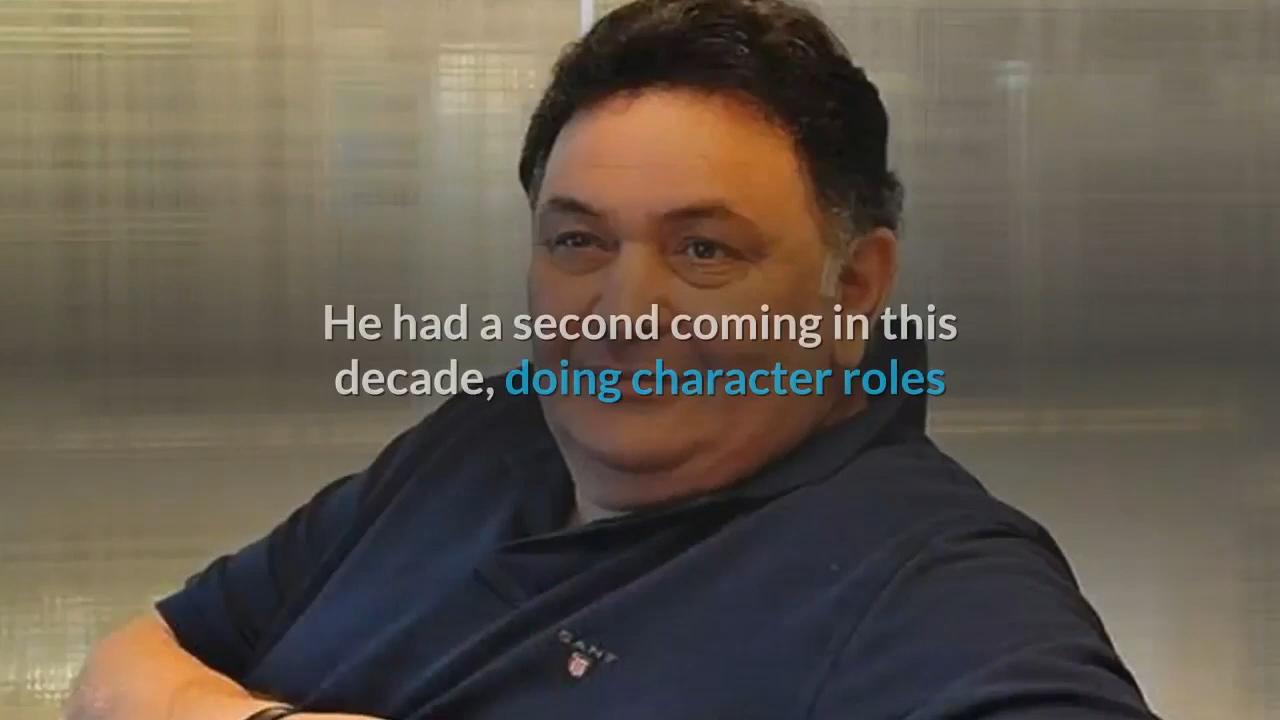 He had a second coming in this
decade, doing character roles
GANT